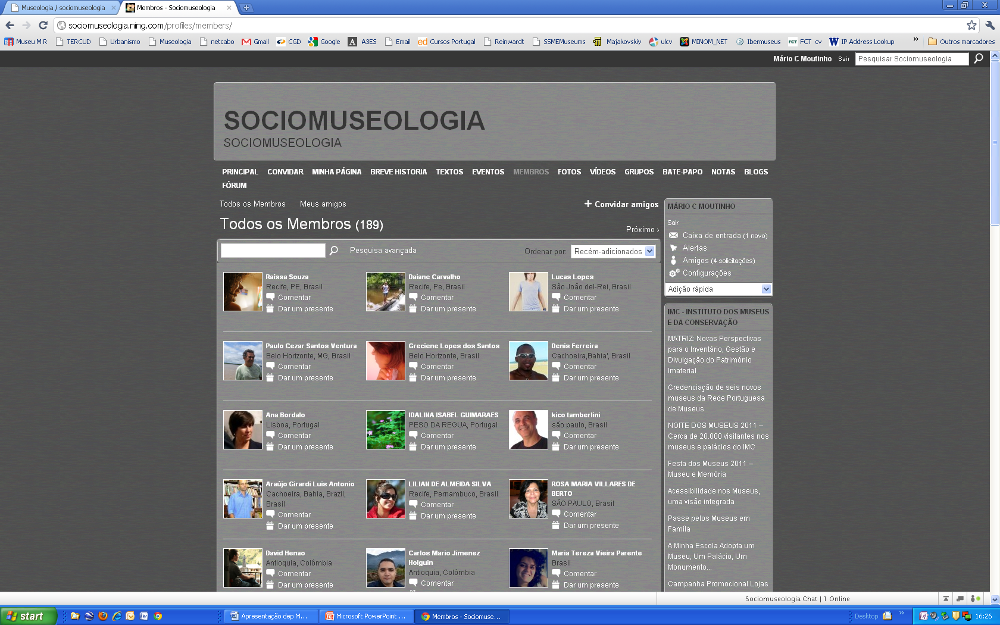 Museologia / sociomuseologia
Membros - Sociomuseologia
sociomuseologia.ning.com/profiles/members/
Museu M R TERCUD Urbanismo Museologia netcabo Gmail CGD Google A3ES Email Cursos Portugal Reinwardt SSMEMuseums Majakovskiy ulcv MINOM_NET Ibermuseus FCT cv IP Address Lookup » Outros marcadores
Mário C Moutinho Sair Pesquisar Sociomuseologia
SOCIOMUSEOLOGIA
SOCIOMUSEOLOGIA
PRINCIPAL CONVIDAR MINHA PÁGINA BREVE HISTORIA TEXTOS EVENTOS MEMBROS FOTOS VÍDEOS GRUPOS BATE-PAPO NOTAS BLOGS
FÓRUM
Todos os Membros Meus amigos + Convidar amigos
Todos os Membros (189)
Próximo ›
Pesquisa avançada Ordenar por: Recém-adicionados
Raíssa Souza
Recife, PE, Brasil
Comentar
Dar um presente
Daiane Carvalho
Recife, Pe, Brasil
Comentar
Dar um presente
Lucas Lopes
São João del-Rei, Brasil
Comentar
Dar um presente
Paulo Cezar Santos Ventura
Belo Horizonte, MG, Brasil
Comentar
Dar um presente
Greciene Lopes dos Santos
Belo Horizonte, Brasil
Comentar
Dar um presente
Denis Ferreira
Cachoeira,Bahia', Brasil
Comentar
Dar um presente
Ana Bordalo
Lisboa, Portugal
Comentar
Dar um presente
IDALINA ISABEL GUIMARAES
PESO DA REGUA, Portugal
Comentar
Dar um presente
kico tamberlini
são paulo, Brasil
Comentar
Dar um presente
Araújo Girardi Luis Antonio
Cachoeira, Bahia, Brazil,
Brasil
Comentar
Dar um presente
LILIAN DE ALMEIDA SILVA
Recife, Pernambuco, Brasil
Comentar
Dar um presente
ROSA MARIA VILLARES DE
BERTO
SÃO PAULO, Brasil
Comentar
Dar um presente
David Henao
Antioquia, Colômbia
Comentar
Dar um presente
Carlos Mario Jimenez
Holguin
Antioquia, Colômbia
Comentar
Maria Tereza Vieira Parente
Brasil
Comentar
Dar um presente
MÁRIO C MOUTINHO
Sair
Caixa de entrada (1 novo)
Alertas
Amigos (4 solicitações)
Configurações
Adição rápida
IMC - INSTITUTO DOS MUSEUS
E DA CONSERVAÇÃO
MATRIZ: Novas Perspectivas
para o Inventário, Gestão e
Divulgação do Património
Imaterial
Credenciação de seis novos
museus da Rede Portuguesa
de Museus
NOITE DOS MUSEUS 2011 –
Cerca de 20.000 visitantes nos
museus e palácios do IMC
Festa dos Museus 2011 –
Museu e Memória
Acessibilidade nos Museus,
uma visão integrada
Passe pelos Museus em
Famíla
A Minha Escola Adopta um
Museu, Um Palácio, Um
Monumento...
Campanha Promocional Lojas
Sociomuseologia Chat | 1 Online
start Apresentação dep M... Microsoft PowerPoint ... Membros - Sociomuse... Desktop » 16:26